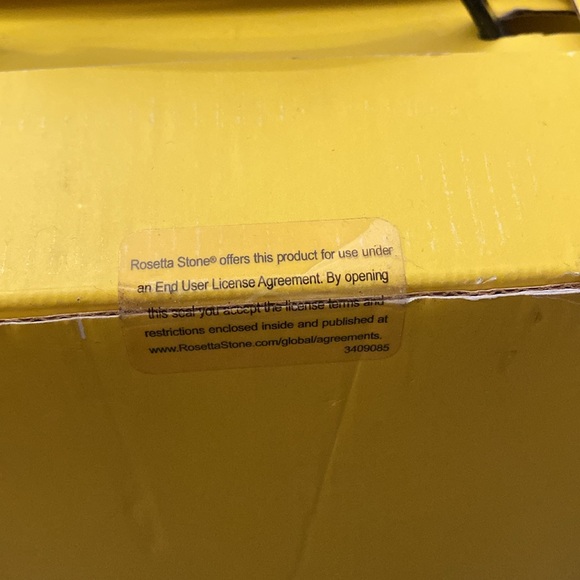 Rosetta Stone® offers this product for use under
an End User License Agreement. By opening
this seal you accept the license terms and
restrictions enclosed inside and published at
www.RosettaStone.com/global/agreements.
3409085